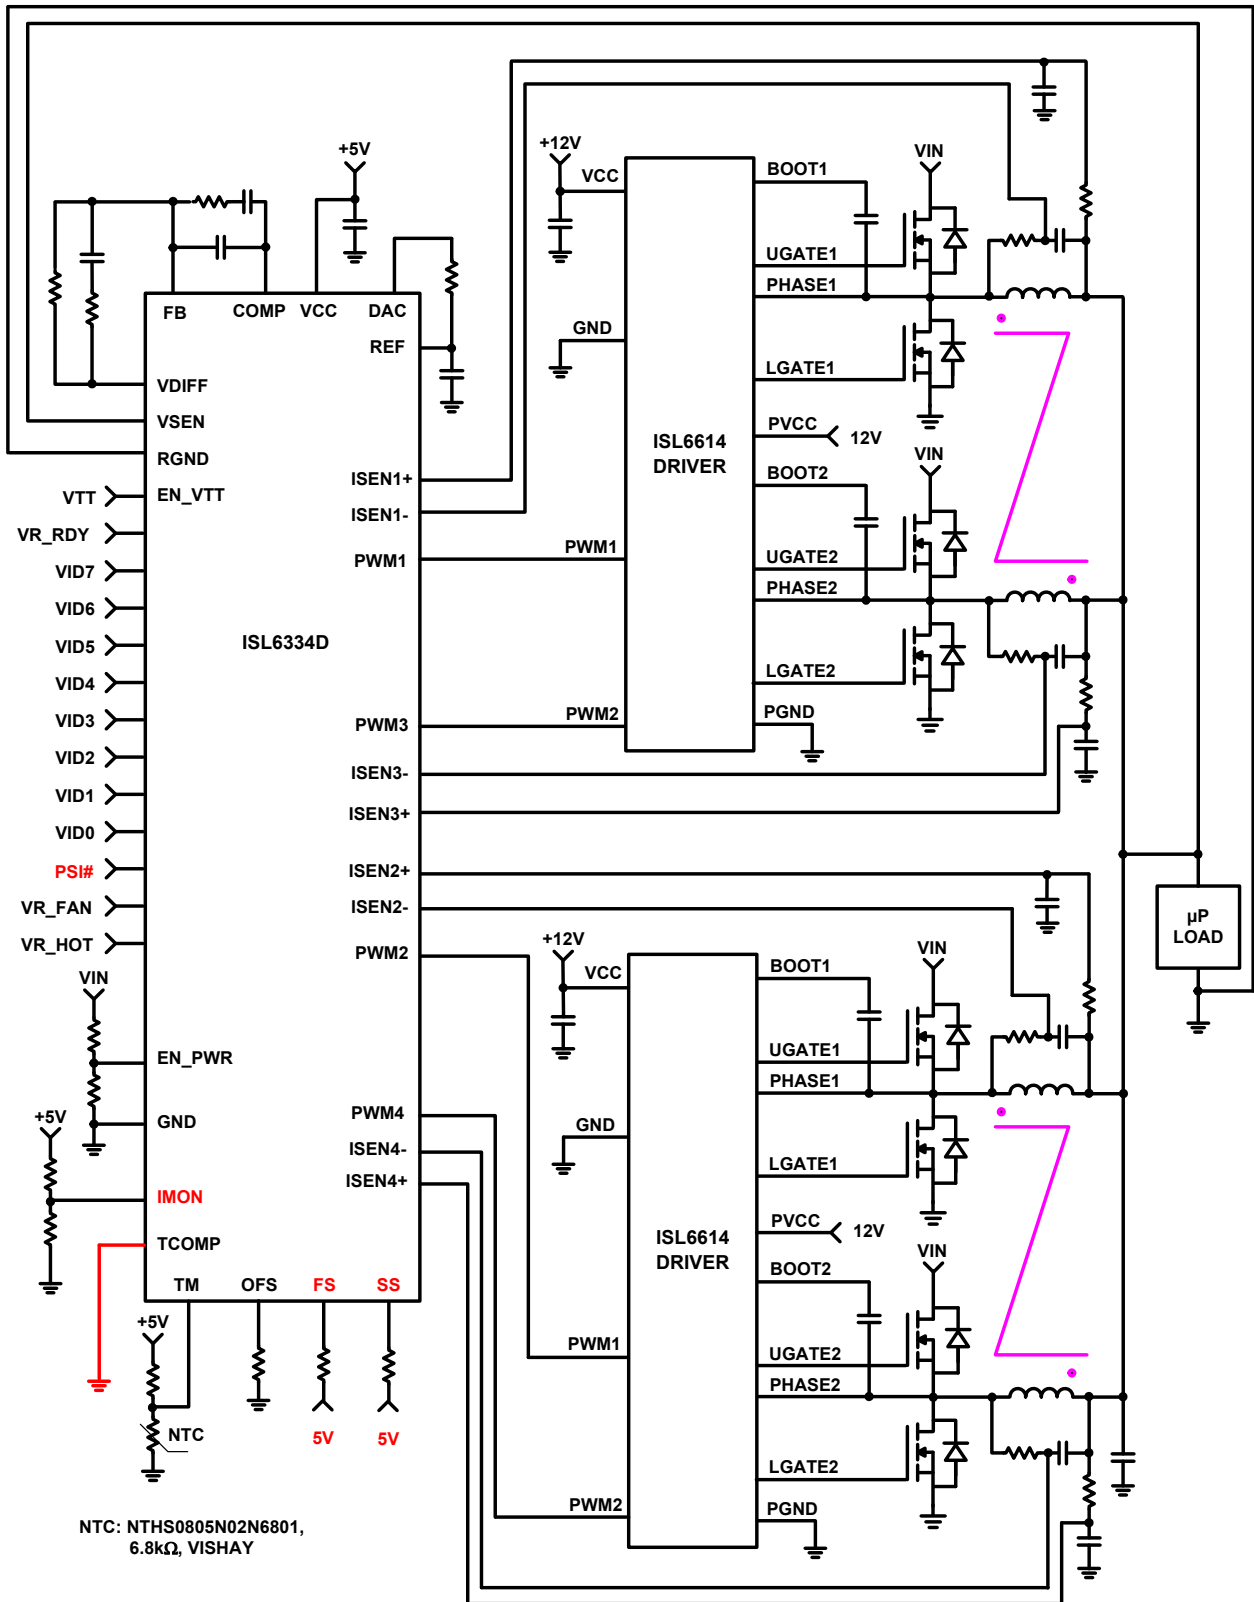 +5V
FB
COMP
VCC
DAC
REF
VDIFF
VSEN
RGND
EN_VTT
VTT
VR_RDY
VID7
VID6
VID5
VID4
VID3
VID2
VID1
VID0
PSI#
VR_FAN
VR_HOT
VIN
EN_PWR
GND
+5V
IMON
TCOMP
TM
OFS
FS
SS
+5V
NTC
5V
5V
NTC: NTHS0805N02N6801,
6.8kΩ, VISHAY
ISL6334D
ISEN1+
ISEN1-
PWM1
PWM3
ISEN3-
ISEN3+
ISEN2+
ISEN2-
PWM2
PWM4
ISEN4-
ISEN4+
+12V
VCC
GND
PWM1
PWM2
ISL6614
DRIVER
BOOT1
UGATE1
PHASE1
LGATE1
PVCC
12V
BOOT2
UGATE2
PHASE2
LGATE2
PGND
VIN
VIN
+12V
VCC
GND
PWM1
PWM2
ISL6614
DRIVER
BOOT1
UGATE1
PHASE1
LGATE1
PVCC
12V
BOOT2
UGATE2
PHASE2
LGATE2
PGND
VIN
VIN
µP
LOAD